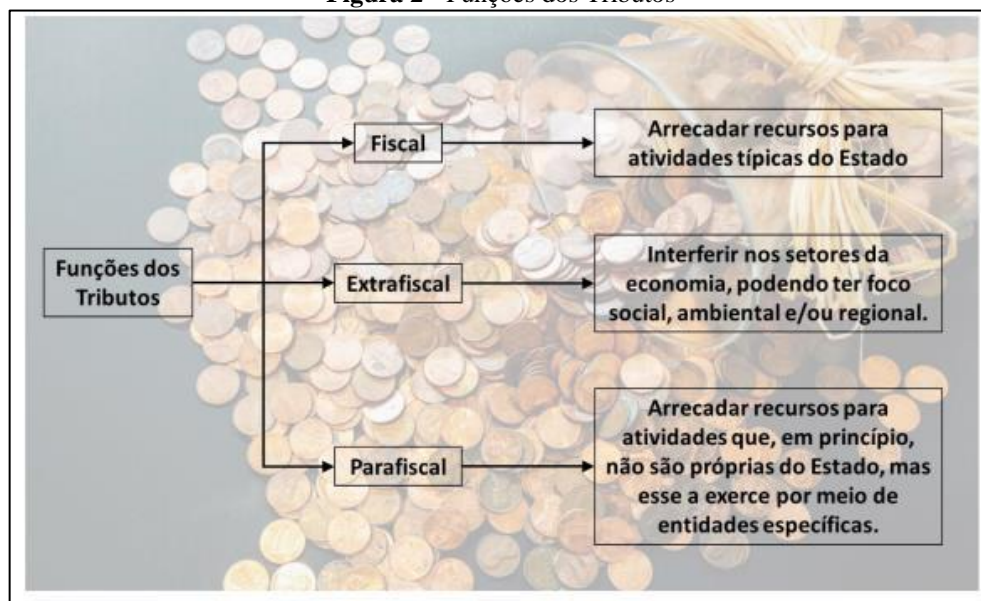 Figura 2 - Funções dos Tributos
Fiscal
Arrecadar recursos para
atividades típicas do Estado
Funções dos
Tributos
Extrafiscal
Interferir nos setores da
economia, podendo ter foco
social, ambiental e/ou regional.
Parafiscal
Arrecadar recursos para
atividades que, em princípio,
não são próprias do Estado, mas
esse a exerce por meio de
entidades específicas.